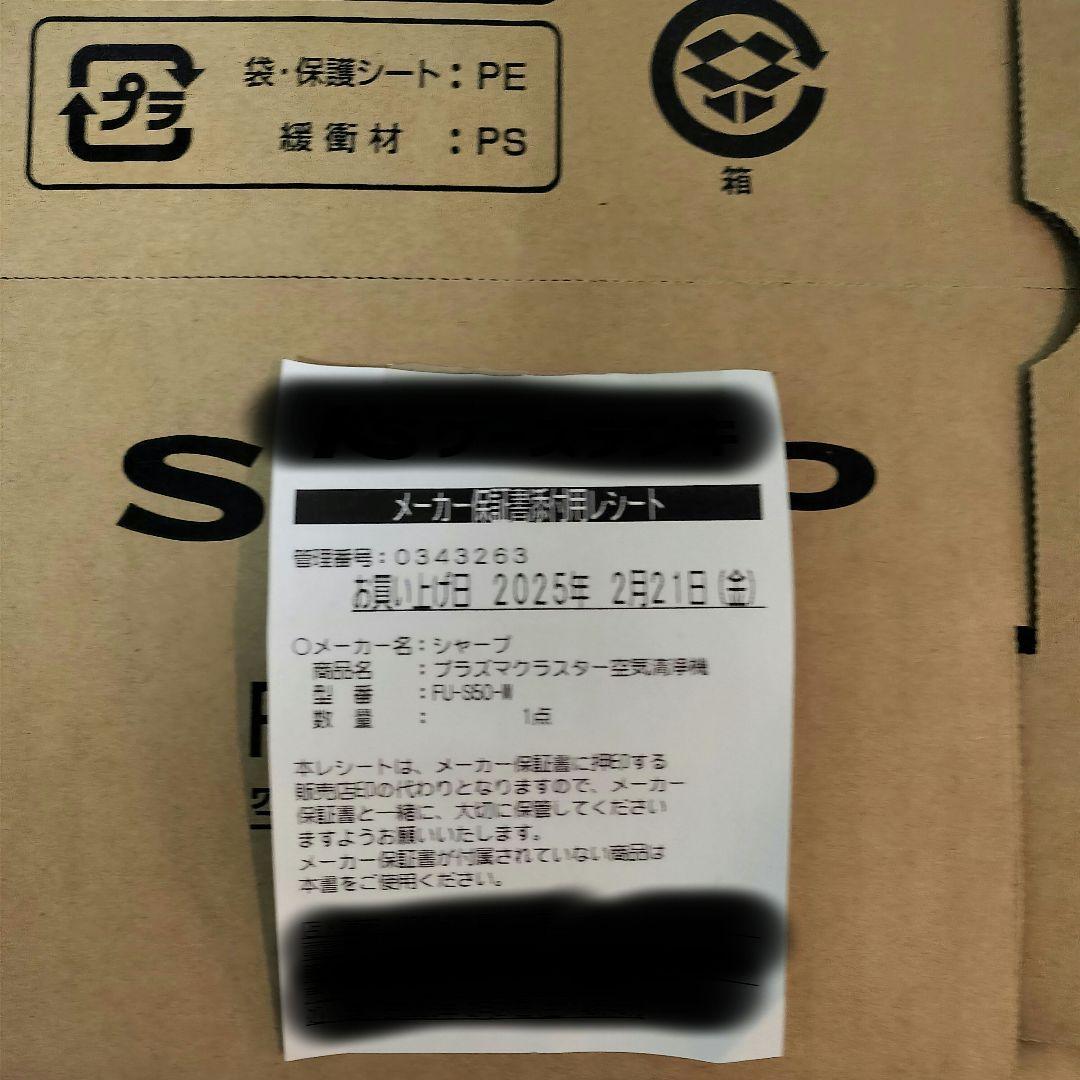 プラ
袋・保護シート：PE
緩衝材　：PS
箱
メーカー保証書添付用レシート
管理番号：0343263
お買い上げ日 2025年 2月21日(金)
〇メーカー名：シャープ
商品名　：プラズマクラスター空気清浄機
型　番　：FU-S50-W
数　量　：　1点
本レシートは、メーカー保証書に押印する
販売店印の代わりとなりますので、メーカー
保証書と一緒に、大切に保管してください
ますようお願いいたします。
メーカー保証書が付属されていない商品は
本書をご使用ください。